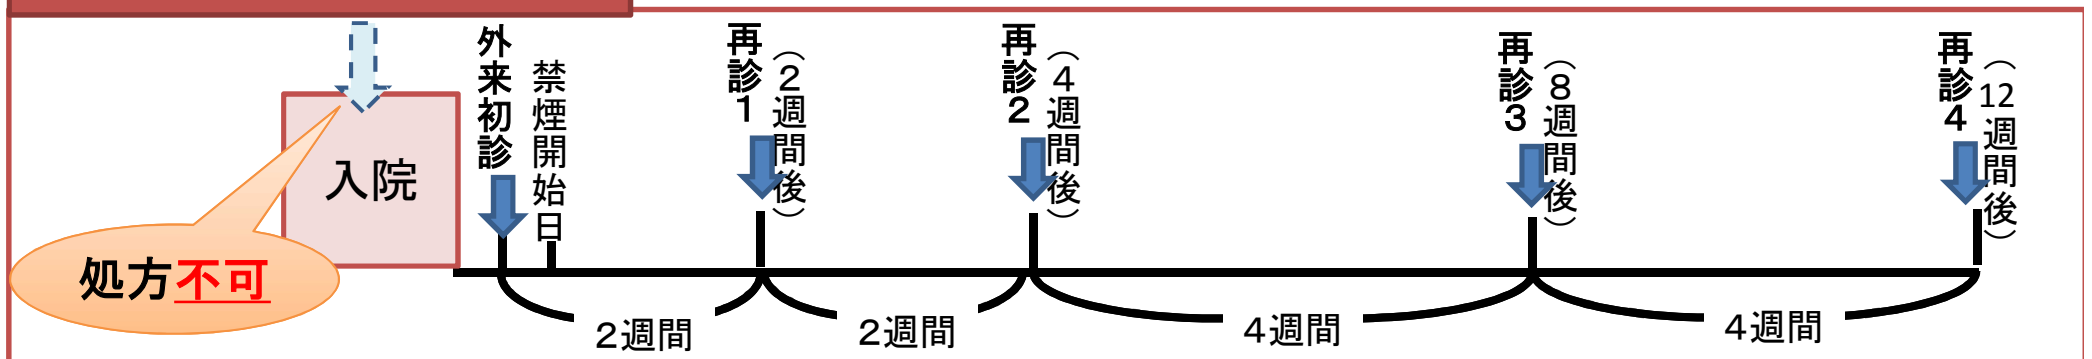 外来初診
禁煙開始日
再診１
（２週間後）
再診２
（４週間後）
再診３
（８週間後）
再診４
（12週間後）
入院
処方不可
２週間
２週間
４週間
４週間